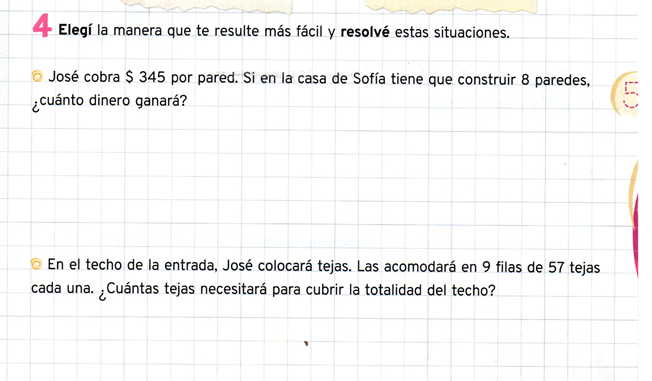 4 Elegí la manera que te resulte más fácil y resolvé estas situaciones.
José cobra $ 345 por pared. Si en la casa de Sofía tiene que construir 8 paredes,
¿cuánto dinero ganará?
5
En el techo de la entrada, José colocará tejas. Las acomodará en 9 filas de 57 tejas
cada una. ¿Cuántas tejas necesitará para cubrir la totalidad del techo?